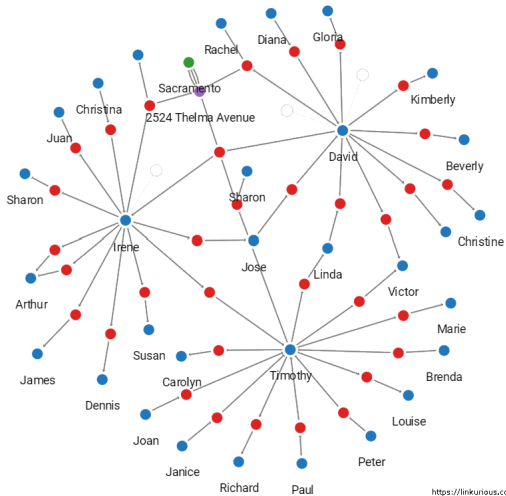 Rachel
Diana
Gloria
Sacramento
Kimberly
Christina
2524 Thelma Avenue
Juan
David
Beverly
Sharon
Sharon
Christine
Irene
Jose
Linda
Victor
Arthur
Marie
Susan
Timothy
Brenda
James
Carolyn
Dennis
Louise
Joan
Janice
Peter
Richard
Paul
https://linkurious.co